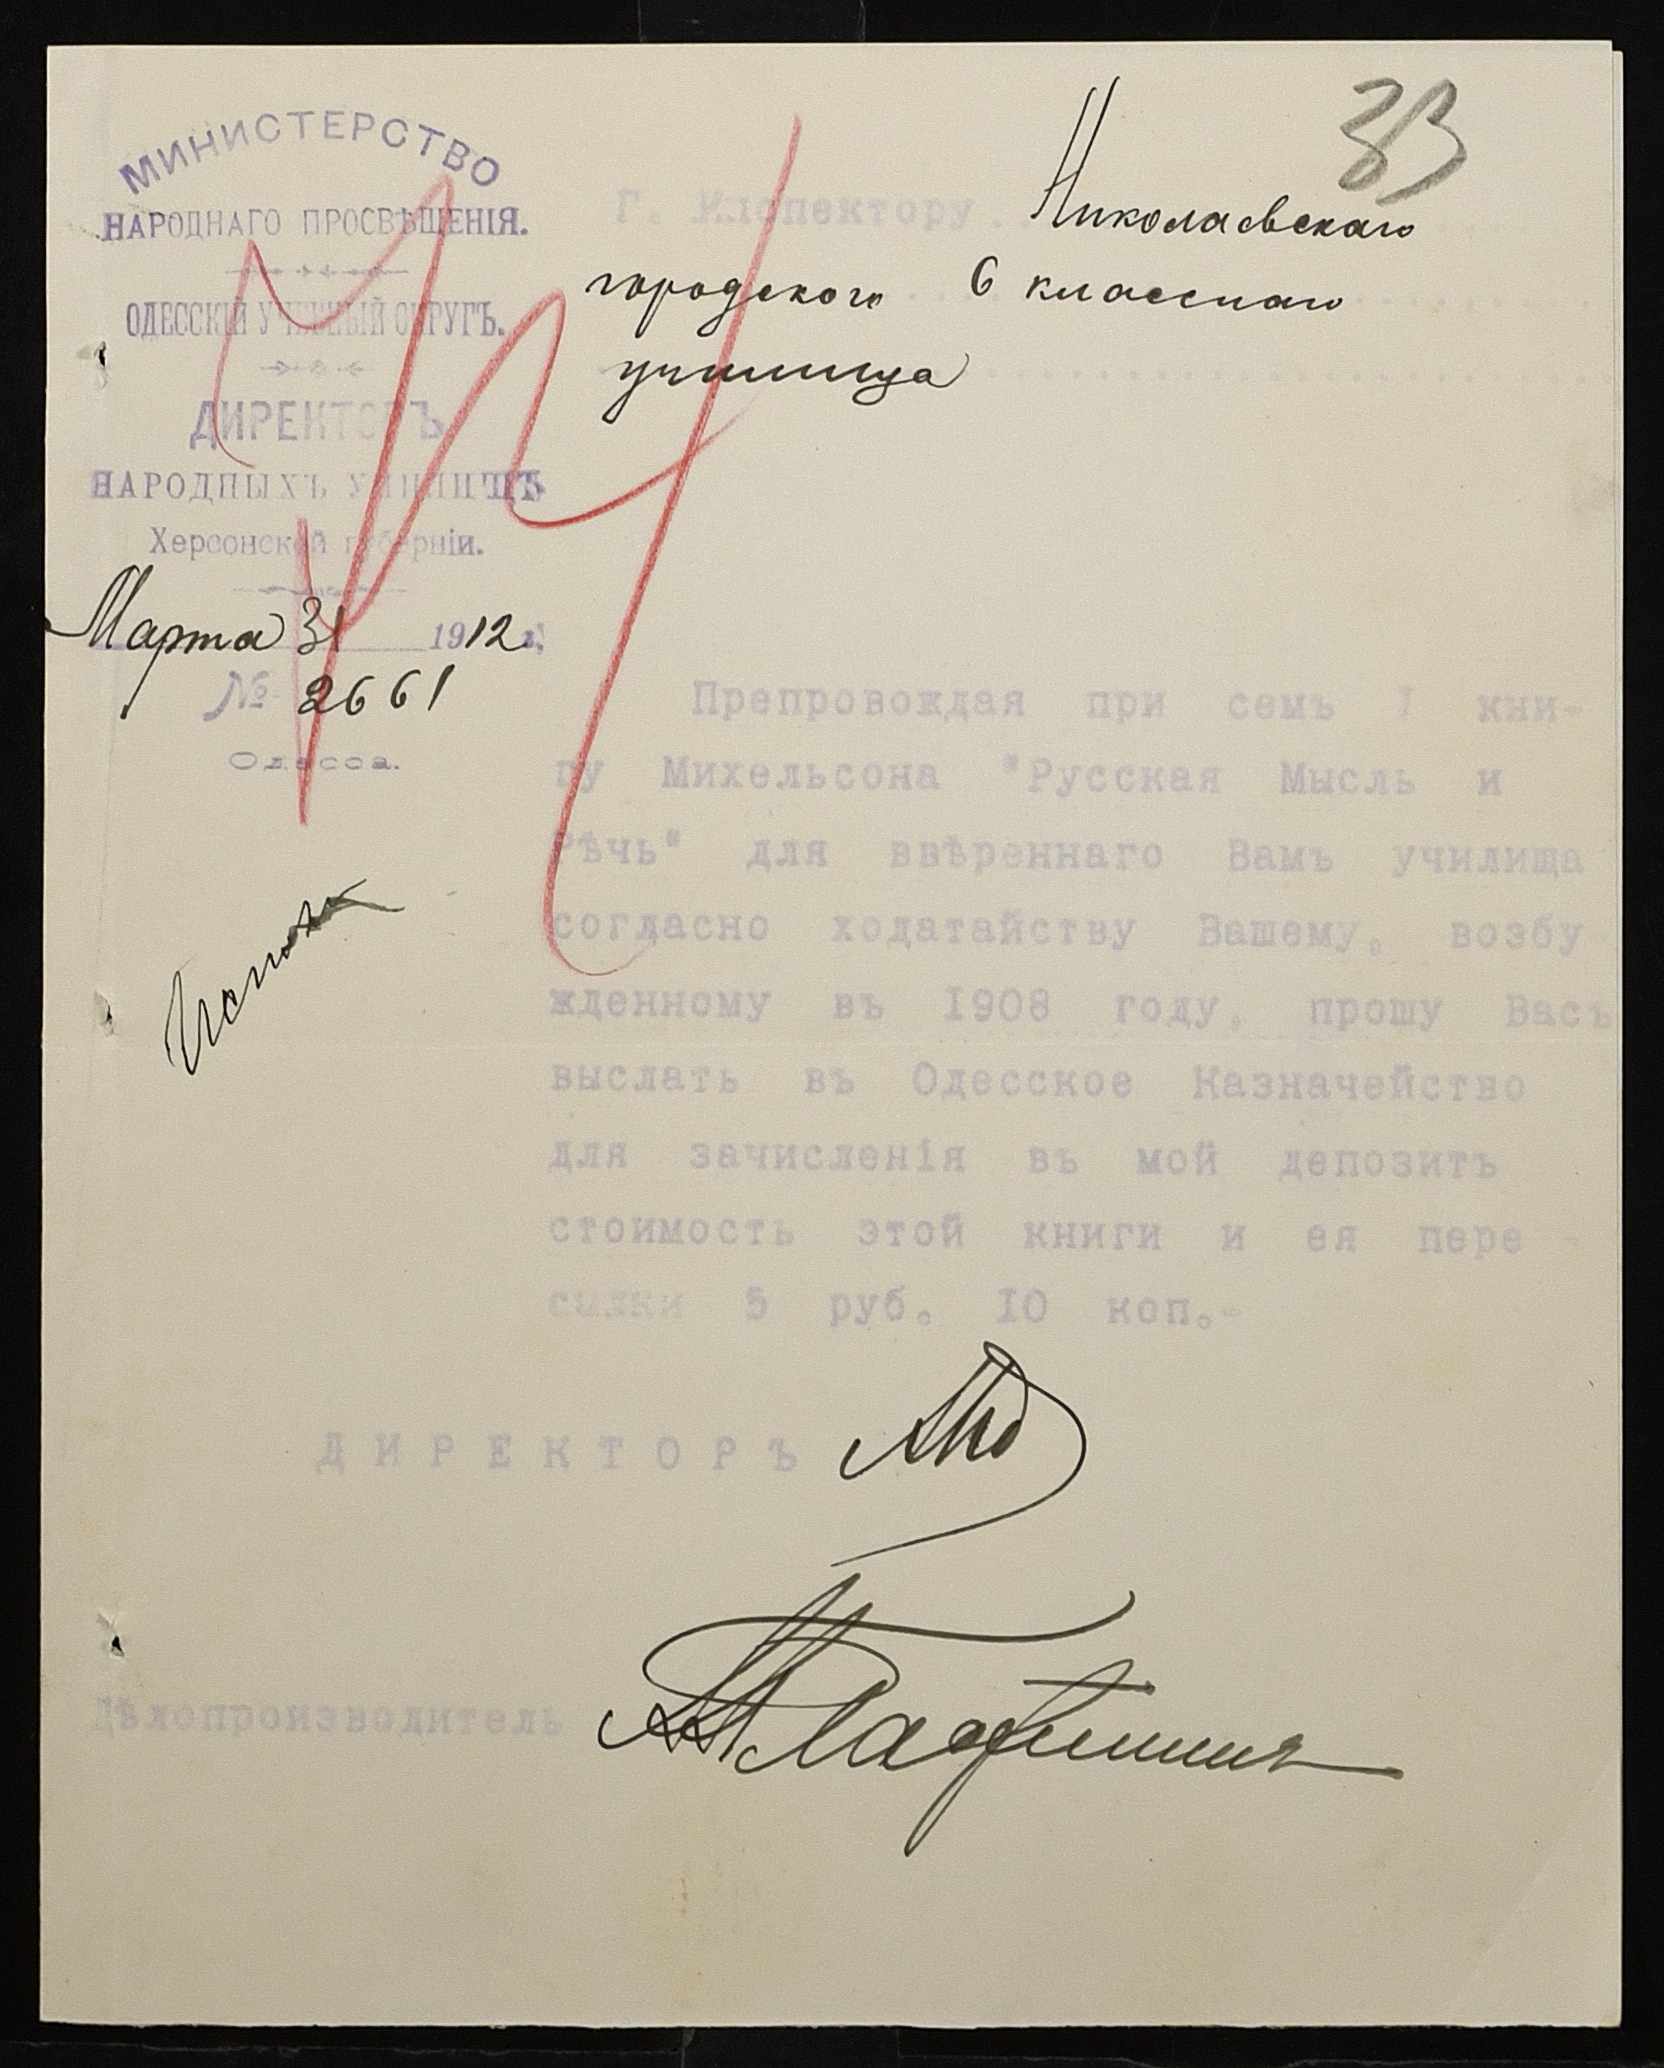 33
МИНИСТЕРСТВО
НАРОДНАГО ПРОСВѢЩЕНІЯ.
ОДЕССКІЙ УЧЕБНЫЙ ОКРУГЪ.
ДИРЕКТОРЪ
НАРОДНЫХЪ УЧИЛИЩЪ
Херсонской губерніи.
Марта 31 1912 г.
№ 2661
Одесса.
Г. Инспектору Николаевскаго
городского 6 класснаго
училища
Препровождая при семъ 1 кни-
гу Михельсона "Русская Мысль и
Рѣчь" для ввѣреннаго Вамъ училища
согласно ходатайству Вашему, возбу
жденному въ 1908 году, прошу Васъ
выслать въ Одесское Казначейство
для зачисленія въ мой депозитъ
стоимость этой книги и ея пере
сылки 5 руб. 10 коп.-
ДИРЕКТОРЪ
Дѣлопроизводитель